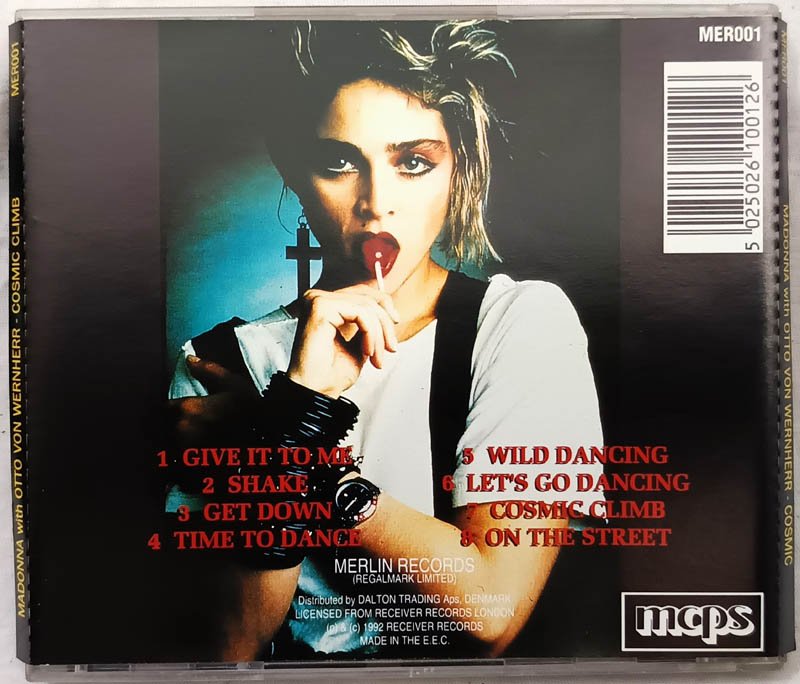 MER001
5 025026 100126
MADONNA with OTTO VON WERNHERR - COSMIC CLIMB MER001
MADONNA with OTTO VON WERNHERR - COSMIC
1 GIVE IT TO ME
2 SHAKE
3 GET DOWN
4 TIME TO DANCE
5 WILD DANCING
6 LET'S GO DANCING
7 COSMIC CLIMB
8 ON THE STREET
MERLIN RECORDS
(REGALMARK LIMITED)
Distributed by DALTON TRADING Aps, DENMARK
LICENSED FROM RECEIVER RECORDS LONDON
(p) & (c) 1992 RECEIVER RECORDS
MADE IN THE E.E.C.
mcps